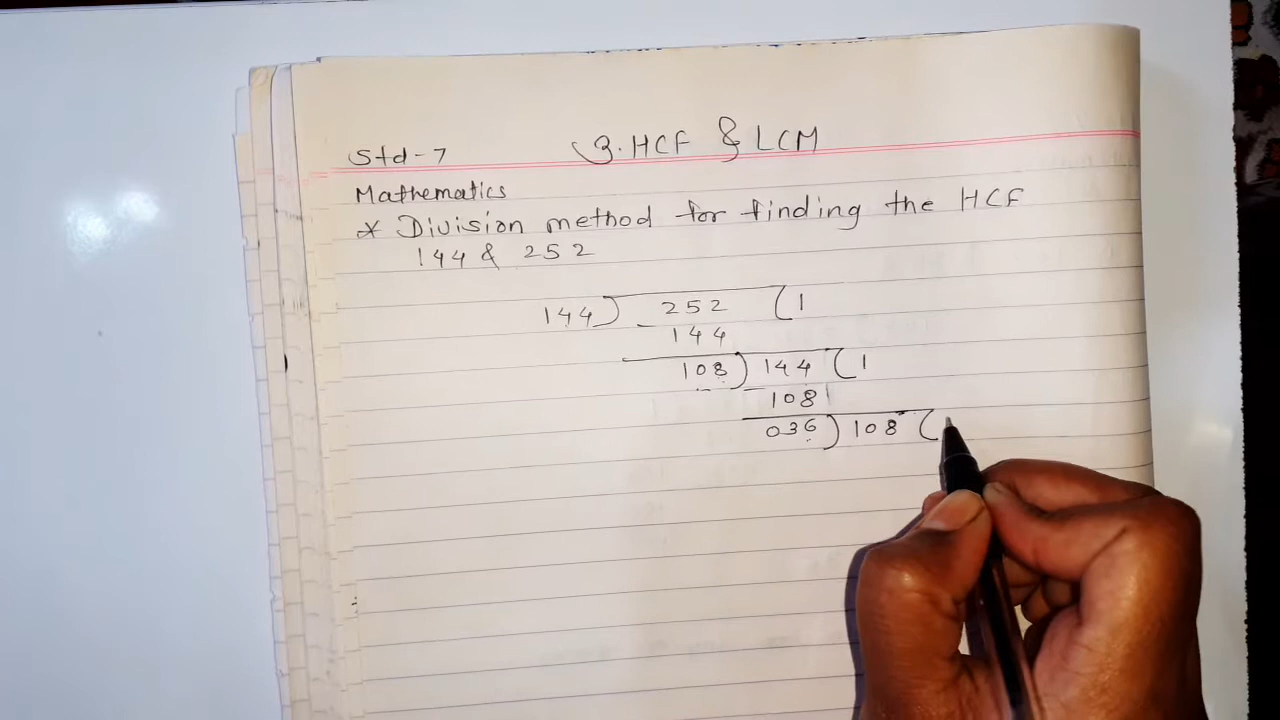 Std-7 3. HCF & LCM
Mathematics
* Division method for finding the HCF
144 & 252
144) 252 (1
144
108) 144 (1
108
036) 108 (